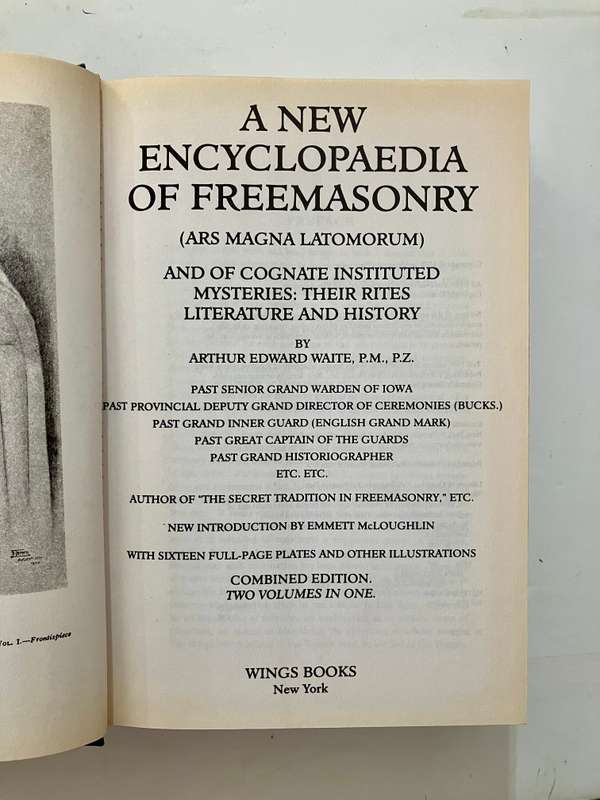 A NEW
ENCYCLOPAEDIA
OF FREEMASONRY
(ARS MAGNA LATOMORUM)
AND OF COGNATE INSTITUTED
MYSTERIES: THEIR RITES
LITERATURE AND HISTORY
BY
ARTHUR EDWARD WAITE, P.M., P.Z.
PAST SENIOR GRAND WARDEN OF IOWA
PAST PROVINCIAL DEPUTY GRAND DIRECTOR OF CEREMONIES (BUCKS.)
PAST GRAND INNER GUARD (ENGLISH GRAND MARK)
PAST GREAT CAPTAIN OF THE GUARDS
PAST GRAND HISTORIOGRAPHER
ETC. ETC.
AUTHOR OF "THE SECRET TRADITION IN FREEMASONRY," ETC.
NEW INTRODUCTION BY EMMETT McLOUGHLIN
WITH SIXTEEN FULL-PAGE PLATES AND OTHER ILLUSTRATIONS
COMBINED EDITION.
TWO VOLUMES IN ONE.
WINGS BOOKS
New York
VOL. I.—Frontispiece